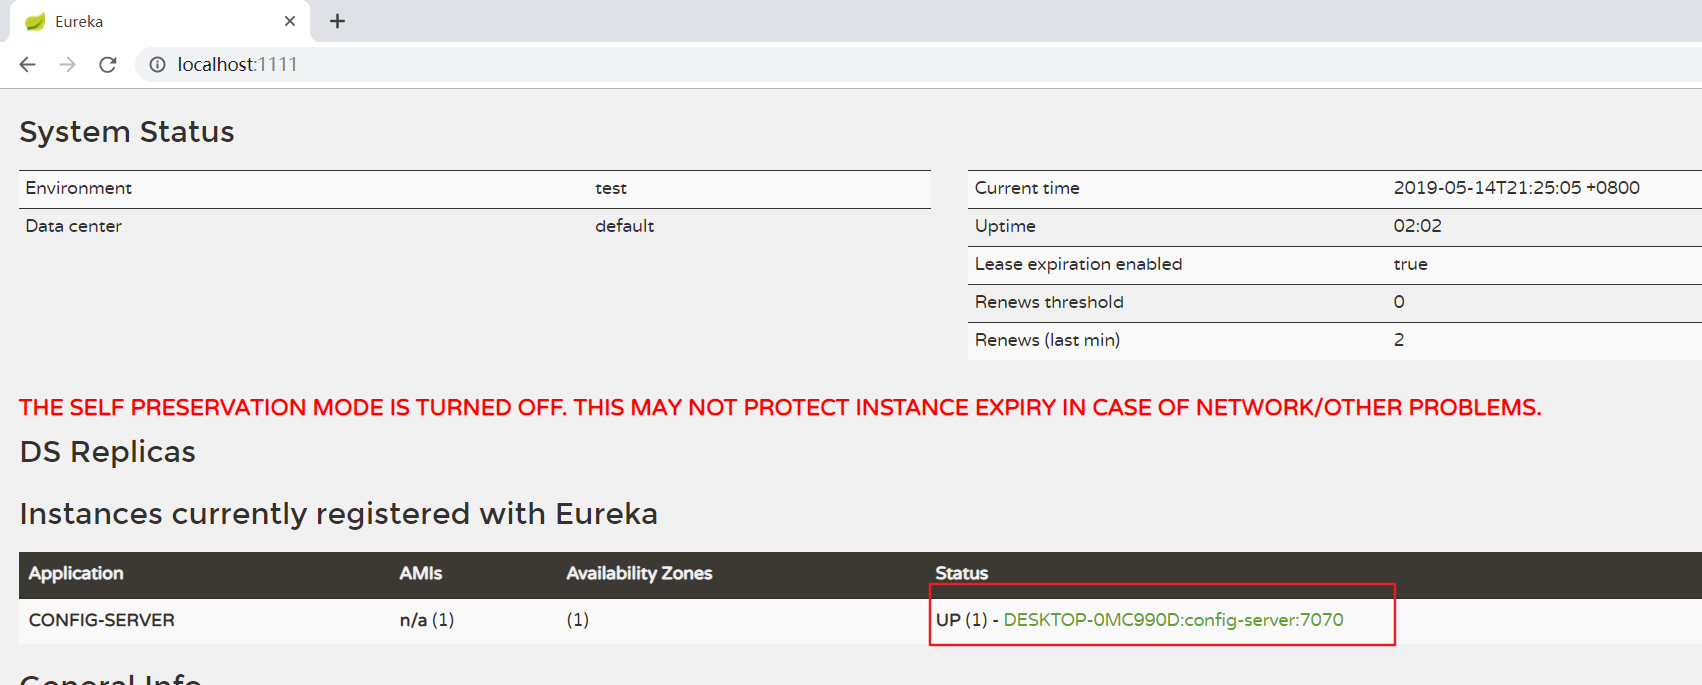 Eureka
localhost:1111
System Status
Environment test
Data center default
Current time 2019-05-14T21:25:05 +0800
Uptime 02:02
Lease expiration enabled true
Renews threshold 0
Renews (last min) 2
THE SELF PRESERVATION MODE IS TURNED OFF. THIS MAY NOT PROTECT INSTANCE EXPIRY IN CASE OF NETWORK/OTHER PROBLEMS.
DS Replicas
Instances currently registered with Eureka
Application AMIs Availability Zones Status
CONFIG-SERVER n/a (1) (1) UP (1) - DESKTOP-0MC990D:config-server:7070
General Info